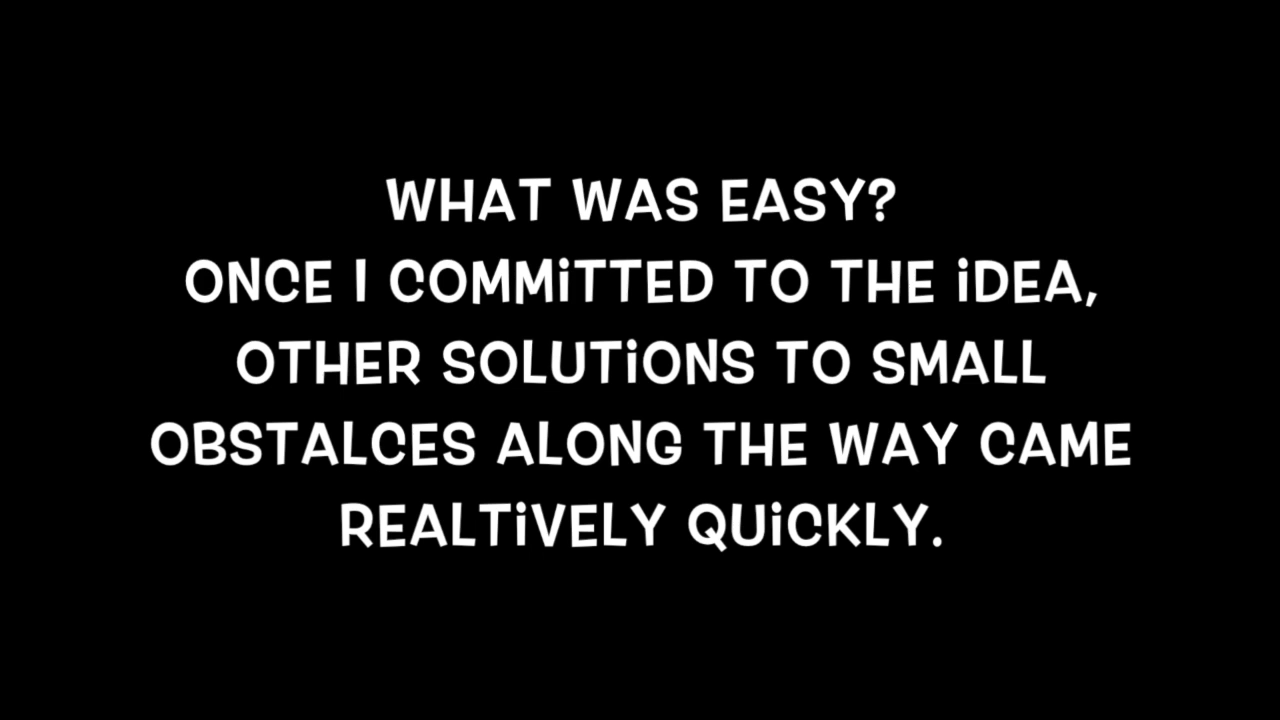 WHAT WAS EASY?
ONCE I COMMiTTED TO THE iDEA,
OTHER SOLUTiONS TO SMALL
OBSTALCES ALONG THE WAY CAME
REALTiVELY QUiCKLY.